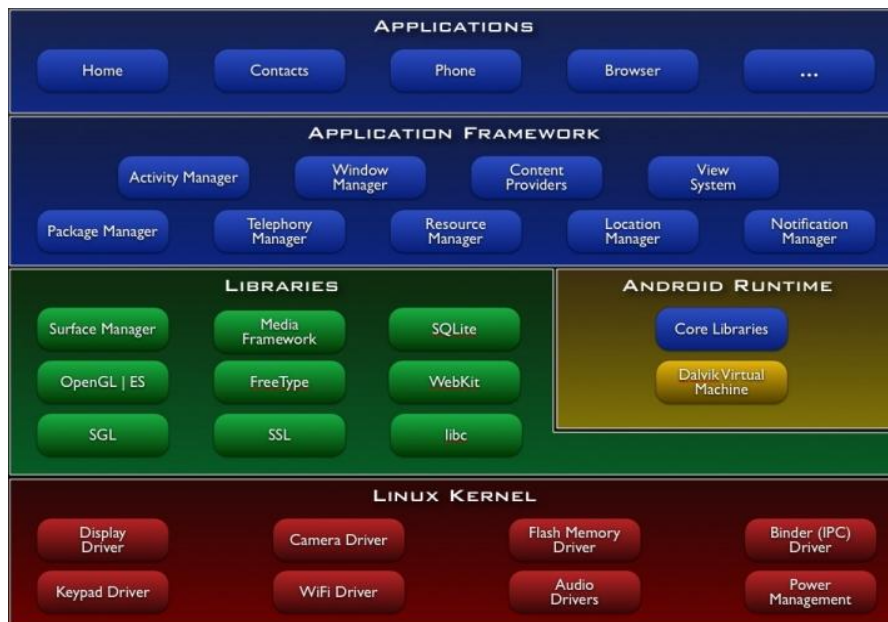 APPLICATIONS
Home
Contacts
Phone
Browser
...
APPLICATION FRAMEWORK
Activity Manager
Window
Manager
Content
Providers
View
System
Package Manager
Telephony
Manager
Resource
Manager
Location
Manager
Notification
Manager
LIBRARIES
Surface Manager
Media
Framework
SQLite
OpenGL | ES
FreeType
WebKit
SGL
SSL
libc
ANDROID RUNTIME
Core Libraries
Dalvik Virtual
Machine
LINUX KERNEL
Display
Driver
Camera Driver
Flash Memory
Driver
Binder (IPC)
Driver
Keypad Driver
WiFi Driver
Audio
Drivers
Power
Management